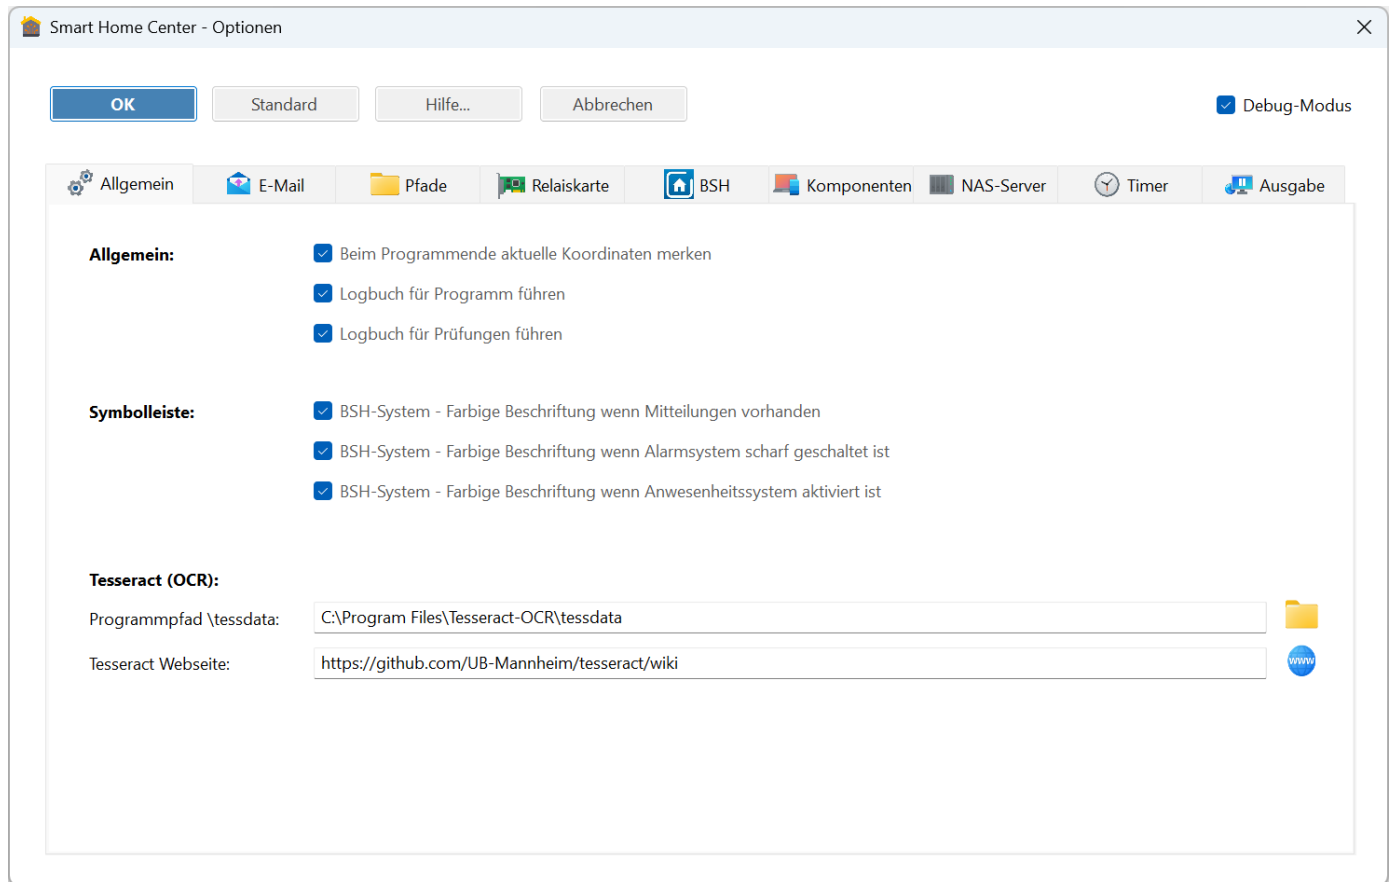 Smart Home Center - Optionen
OK Standard Hilfe... Abbrechen Debug-Modus
Allgemein E-Mail Pfade Relaiskarte BSH Komponenten NAS-Server Timer Ausgabe
Allgemein: Beim Programmende aktuelle Koordinaten merken
Logbuch für Programm führen
Logbuch für Prüfungen führen
Symbolleiste: BSH-System - Farbige Beschriftung wenn Mitteilungen vorhanden
BSH-System - Farbige Beschriftung wenn Alarmsystem scharf geschaltet ist
BSH-System - Farbige Beschriftung wenn Anwesenheitssystem aktiviert ist
Tesseract (OCR):
Programmpfad \tessdata: C:\Program Files\Tesseract-OCR\tessdata
Tesseract Webseite: https://github.com/UB-Mannheim/tesseract/wiki
www